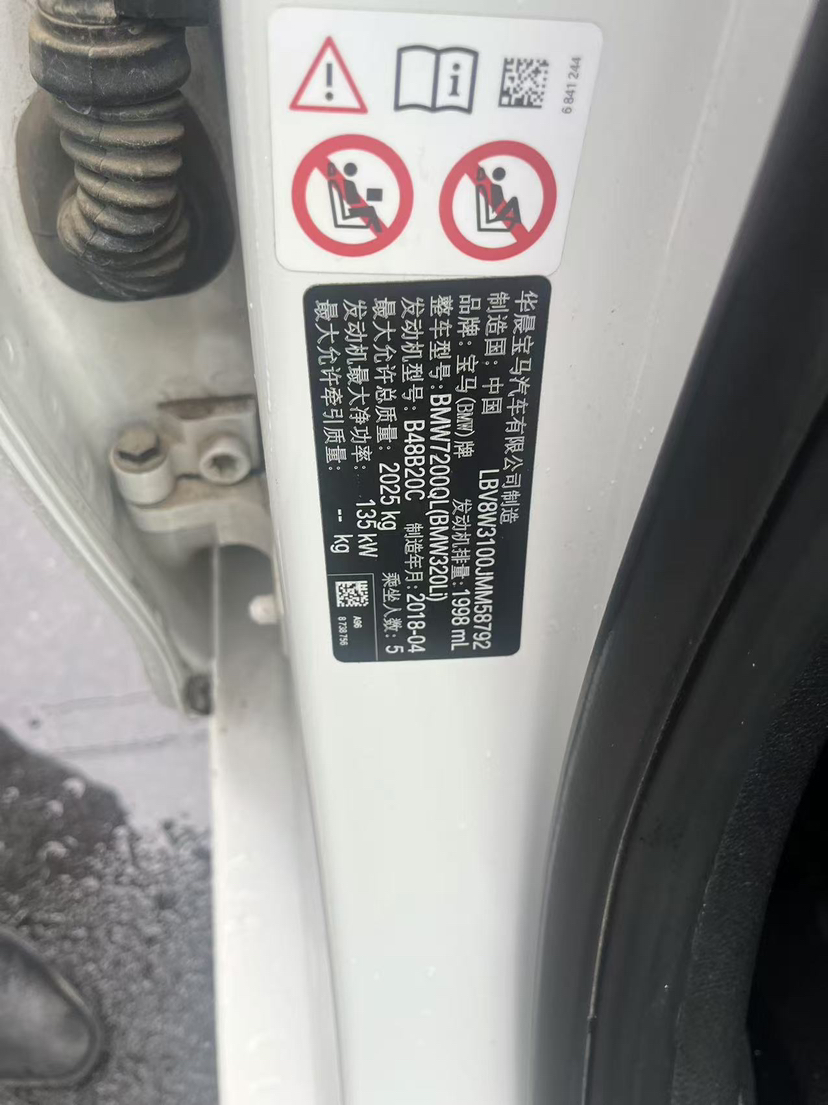 6 841 244
华晨宝马汽车有限公司制造
制造国: 中国 LBV8W3100JMM58792
品牌: 宝马(BMW)牌 发动机排量: 1998 mL
整车型号: BMW7200QL(BMW320Li)
发动机型号: B48B20C 制造年月: 2018-04
最大允许总质量: 2025 kg 乘坐人数: 5
发动机最大净功率: 135 kW
最大允许牵引质量: -- kg
A96
8 738 756